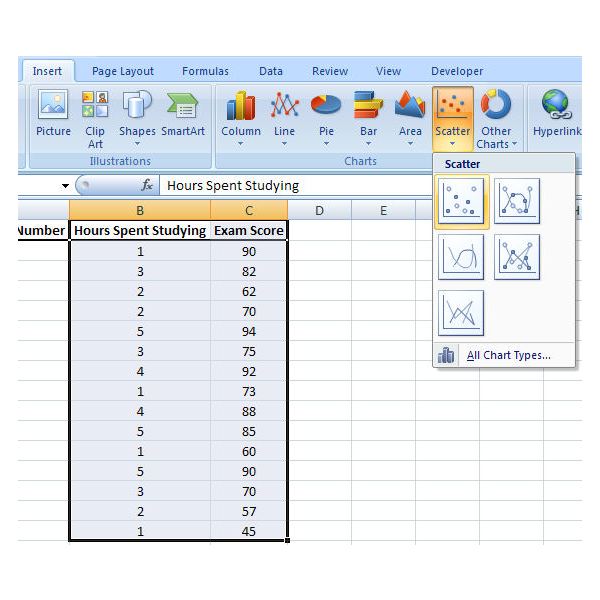 Insert Page Layout Formulas Data Review View Developer
Picture Clip Art Shapes SmartArt Column Line Pie Bar Area Scatter Other Charts Hyperlink
Illustrations Charts
Scatter
fx Hours Spent Studying
B C D E H
Number Hours Spent Studying Exam Score
1 90
3 82
2 62
2 70
5 94
3 75
4 92
1 73
4 88
5 85
1 60
5 90
3 70
2 57
1 45
All Chart Types...